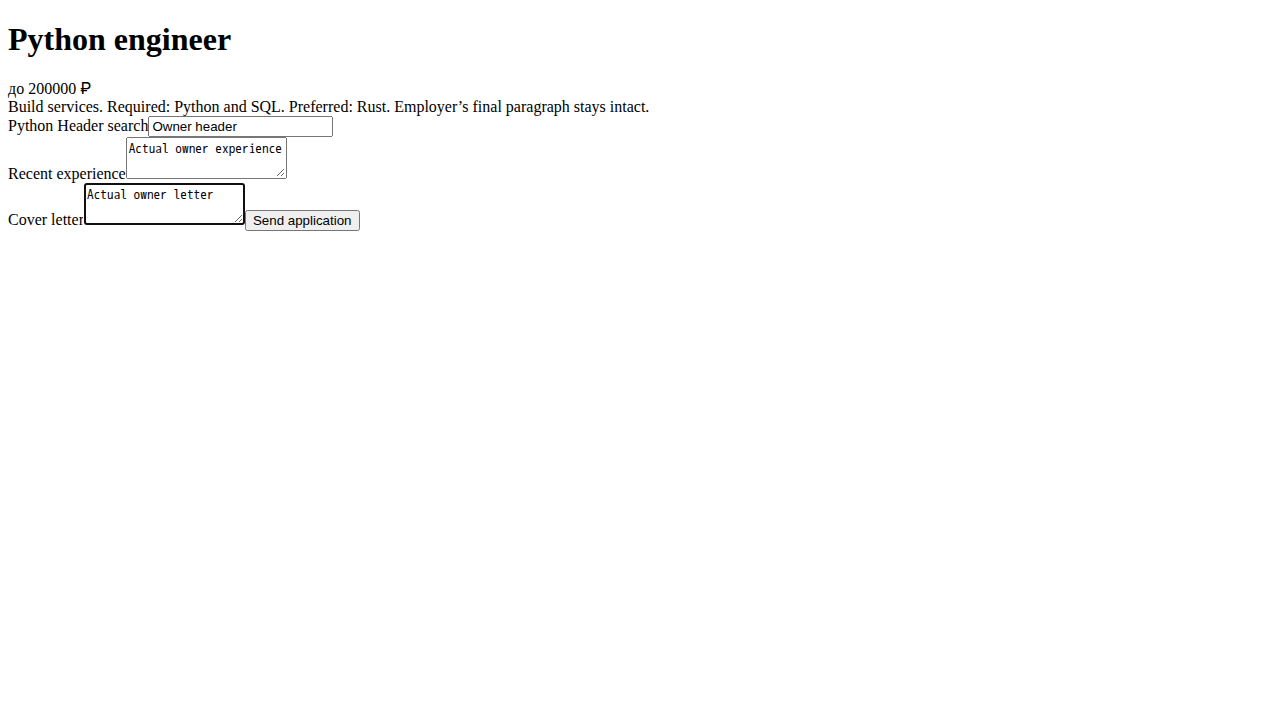 Python engineer
до 200000 ₽
Build services. Required: Python and SQL. Preferred: Rust. Employer’s final paragraph stays intact.
Python Header search Owner header
Recent experience Actual owner experience
Cover letter Actual owner letter Send application